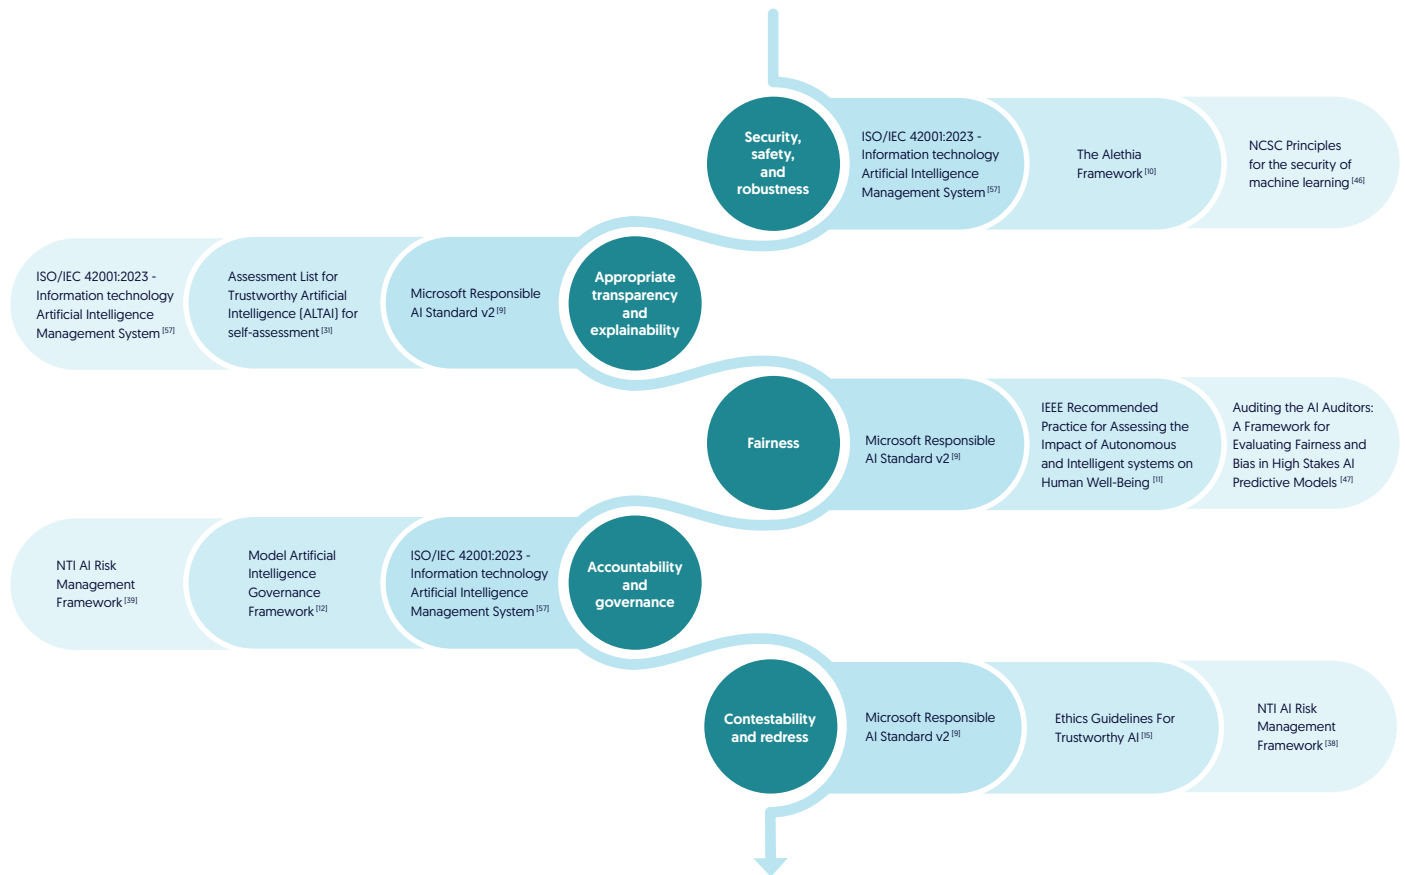 Security,
safety,
and
robustness
ISO/IEC 42001:2023 -
Information technology
Artificial Intelligence
Management System [57]
The Alethia
Framework [10]
NCSC Principles
for the security of
machine learning [46]
ISO/IEC 42001:2023 -
Information technology
Artificial Intelligence
Management System [57]
Assessment List for
Trustworthy Artificial
Intelligence (ALTAI) for
self-assessment [31]
Microsoft Responsible
AI Standard v2 [9]
Appropriate
transparency
and
explainability
Fairness
Microsoft Responsible
AI Standard v2 [9]
IEEE Recommended
Practice for Assessing the
Impact of Autonomous
and Intelligent systems on
Human Well-Being [11]
Auditing the AI Auditors:
A Framework for
Evaluating Fairness and
Bias in High Stakes AI
Predictive Models [47]
NTI AI Risk
Management
Framework [39]
Model Artificial
Intelligence
Governance
Framework [12]
ISO/IEC 42001:2023 -
Information technology
Artificial Intelligence
Management System [57]
Accountability
and
governance
Contestability
and redress
Microsoft Responsible
AI Standard v2 [9]
Ethics Guidelines For
Trustworthy AI [15]
NTI AI Risk
Management
Framework [38]